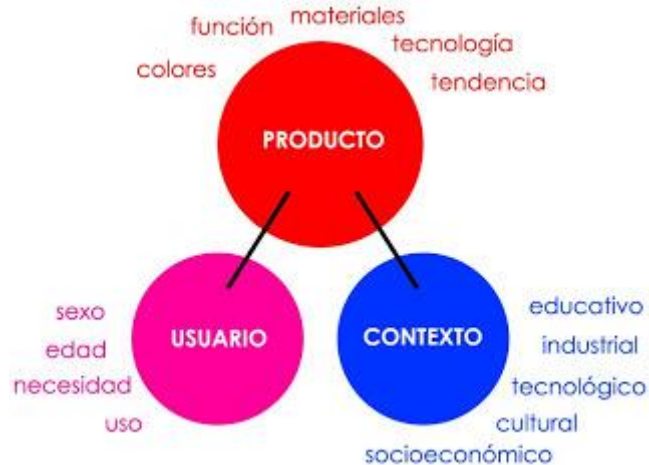 materiales
función
tecnología
colores
tendencia
PRODUCTO
sexo
edad
necesidad
uso
USUARIO
CONTEXTO
educativo
industrial
tecnológico
cultural
socioeconómico